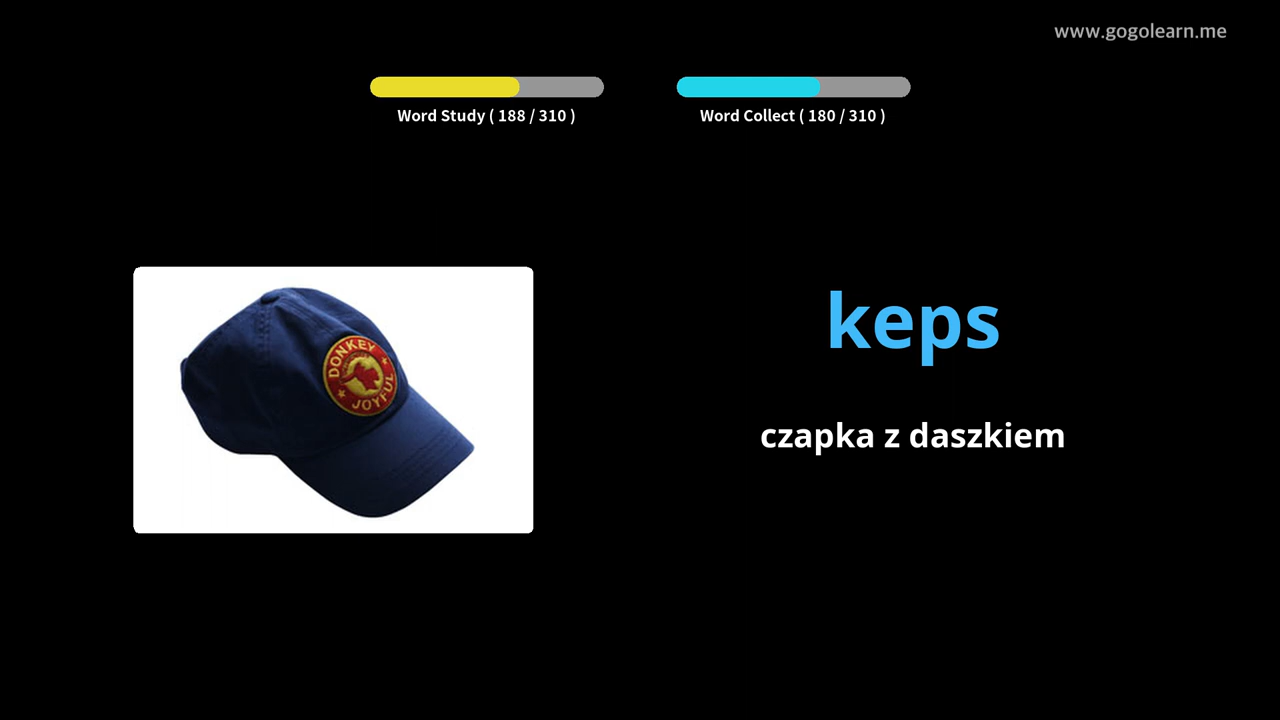 www.gogolearn.me
Word Study ( 188 / 310 )
Word Collect ( 180 / 310 )
DONKEY
JOYFUL
keps
czapka z daszkiem